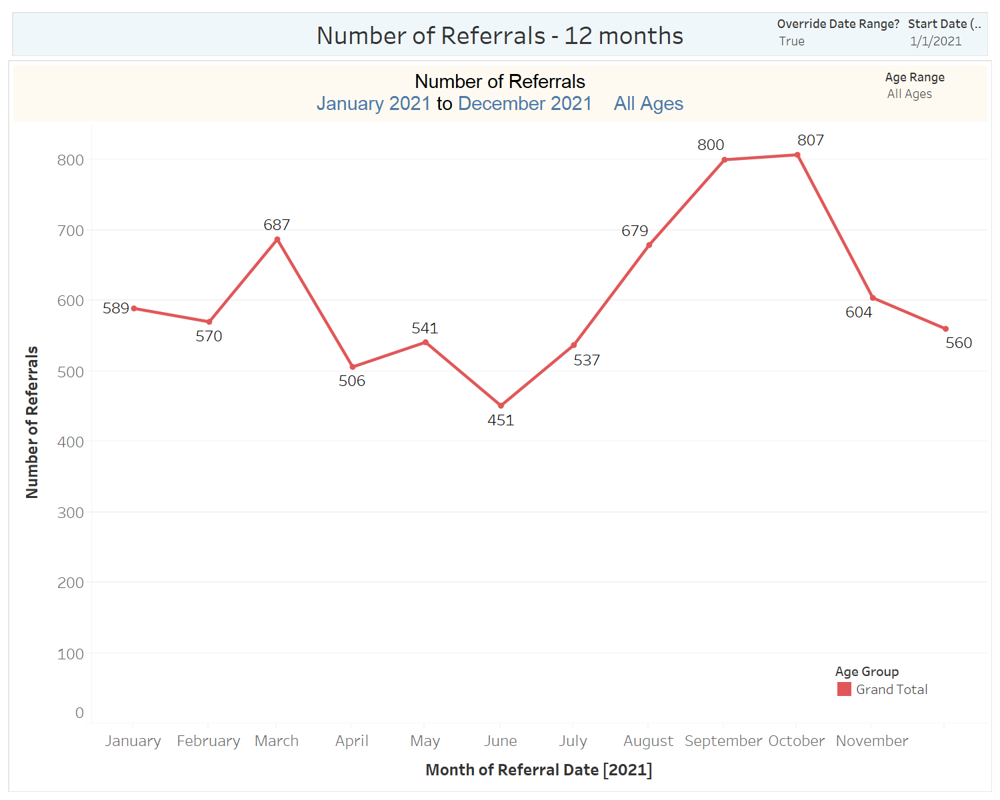 Number of Referrals - 12 months
Override Date Range? Start Date (..
True 1/1/2021
Number of Referrals
January 2021 to December 2021 All Ages
Age Range
All Ages
Number of Referrals
800
700
600
500
400
300
200
100
0
589
570
687
506
541
451
537
679
800
807
604
560
Age Group
Grand Total
January February March April May June July August September October November
Month of Referral Date [2021]